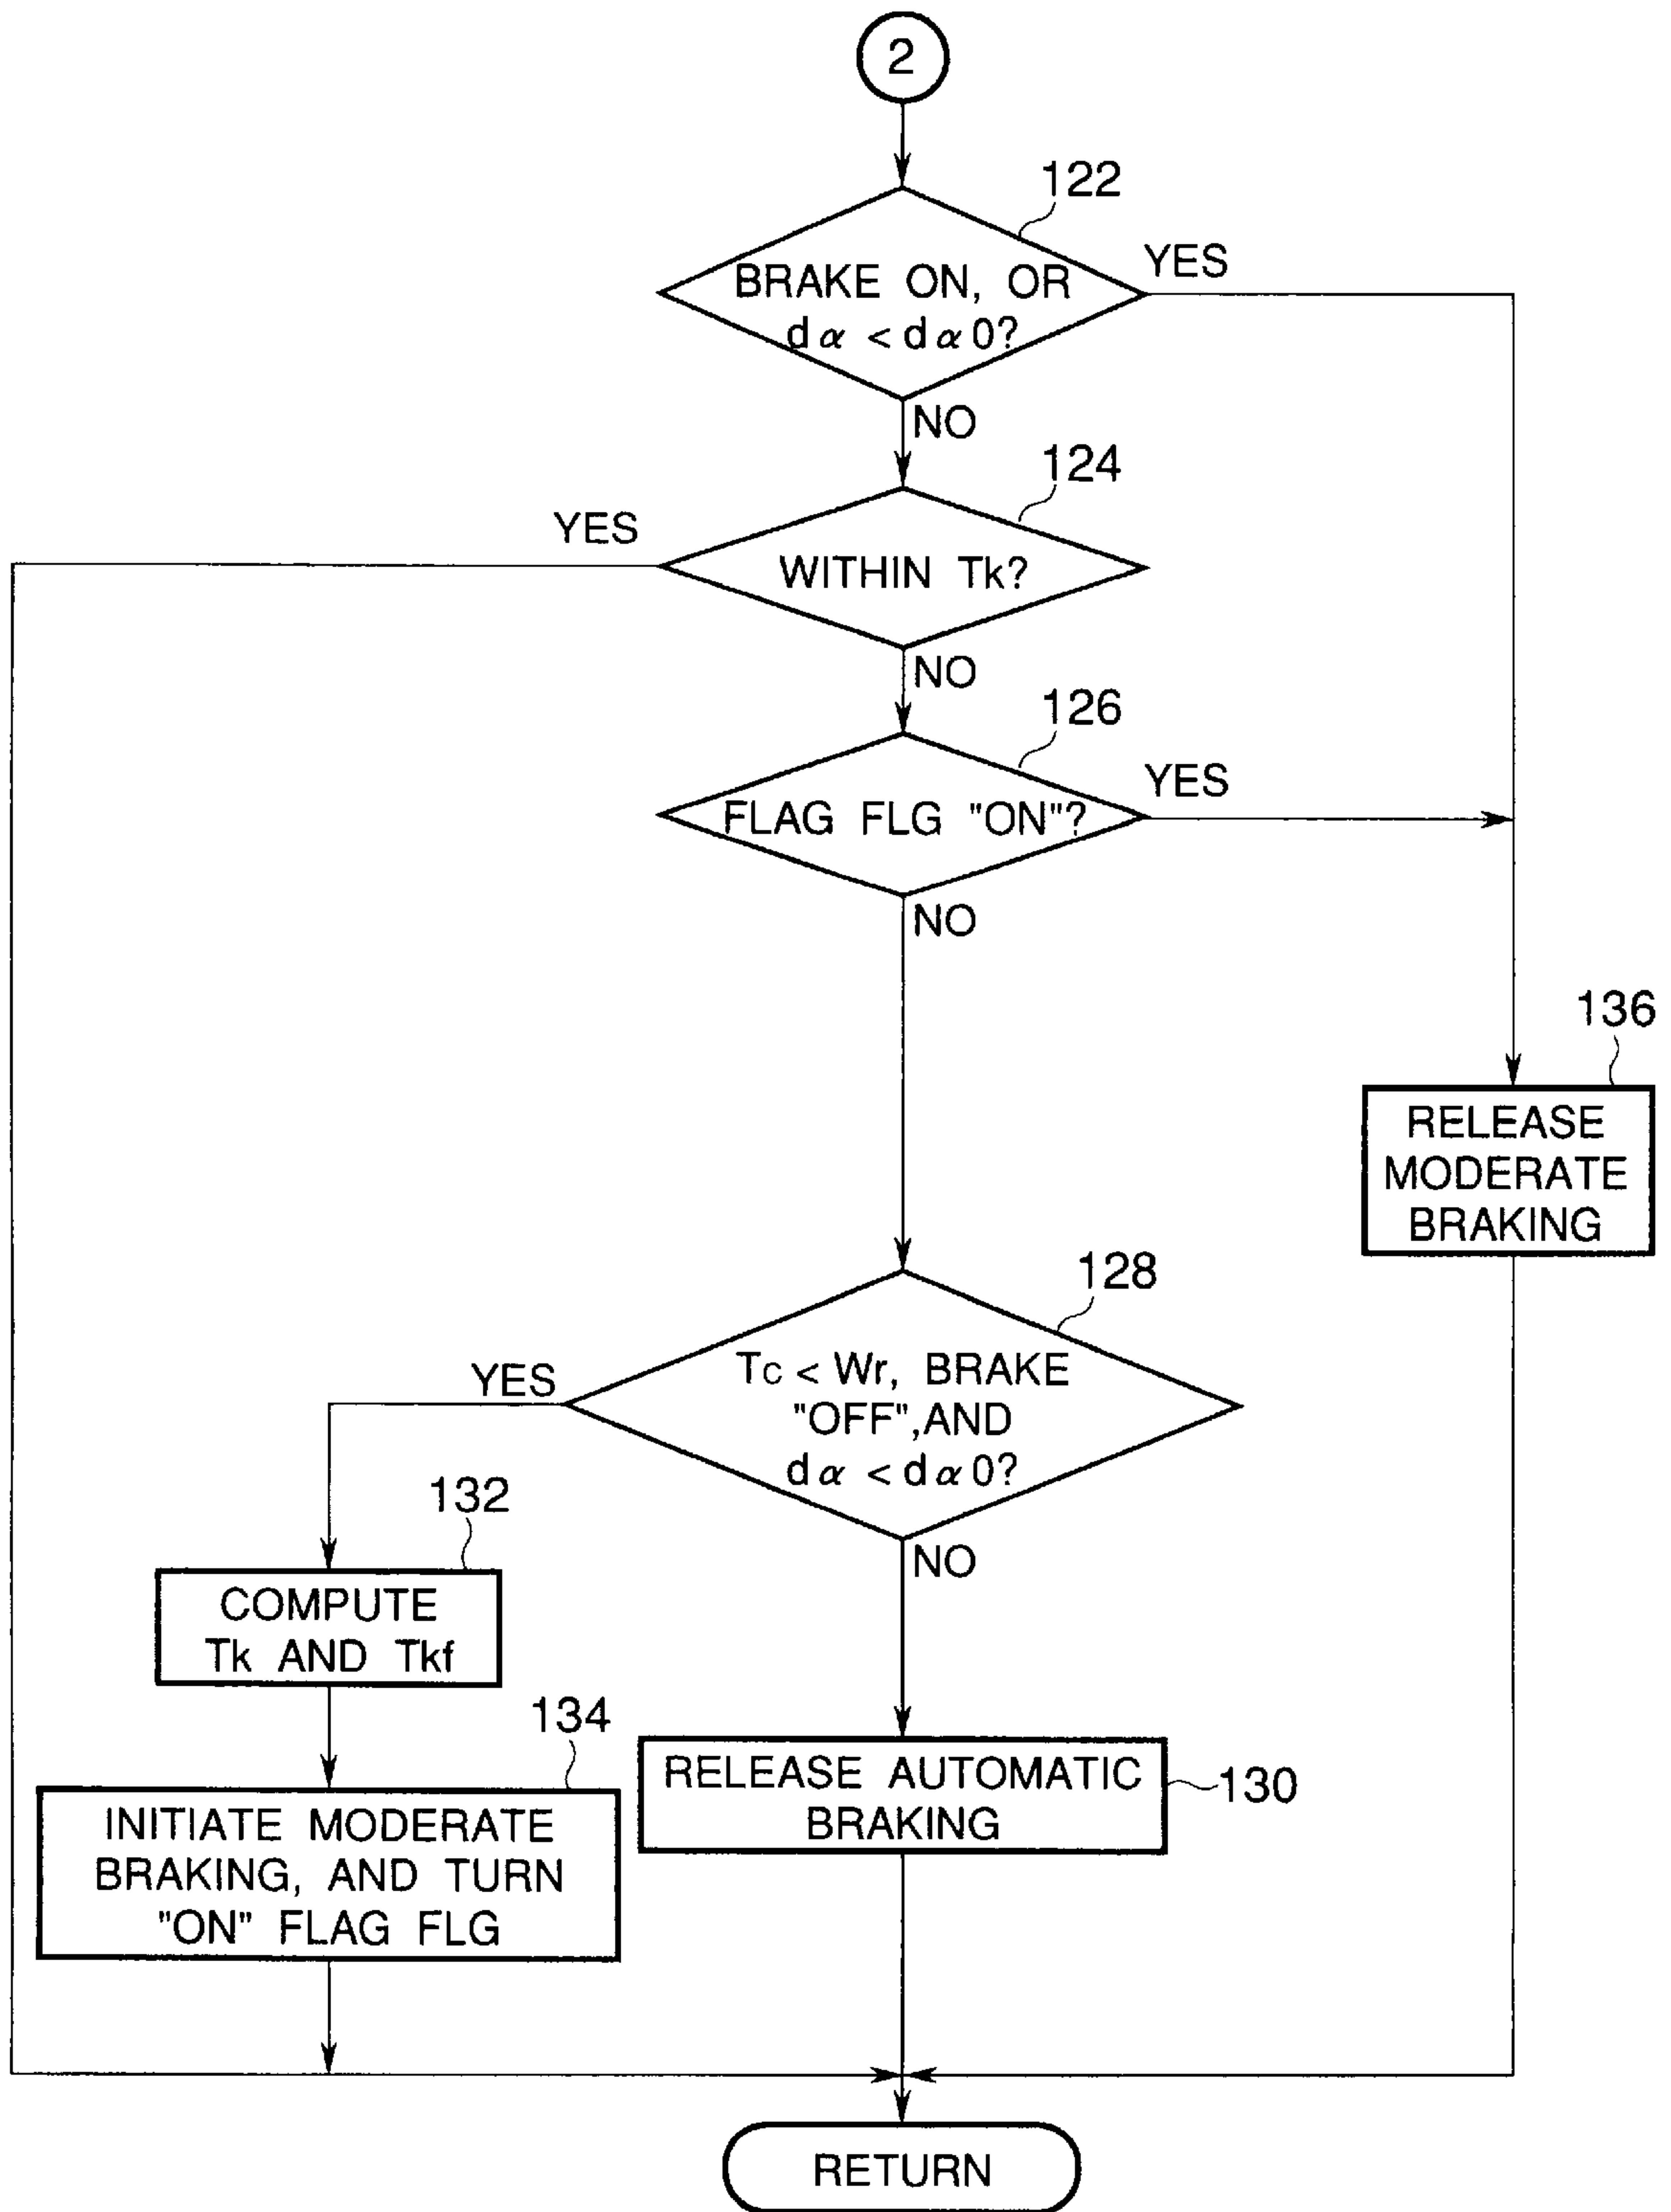 2
122
BRAKE ON, OR
dα < dα0?
YES
NO
124
YES
WITHIN Tk?
NO
126
FLAG FLG "ON"?
YES
NO
136
RELEASE
MODERATE
BRAKING
128
YES
Tc < Wr, BRAKE
"OFF",AND
dα < dα0?
NO
132
COMPUTE
Tk AND Tkf
134
INITIATE MODERATE
BRAKING, AND TURN
"ON" FLAG FLG
RELEASE AUTOMATIC
BRAKING
130
RETURN